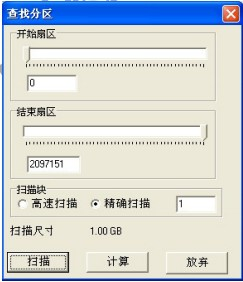 查找分区
开始扇区
0
结束扇区
2097151
扫描块
高速扫描 精确扫描 1
扫描尺寸 1.00 GB
扫描 计算 放弃